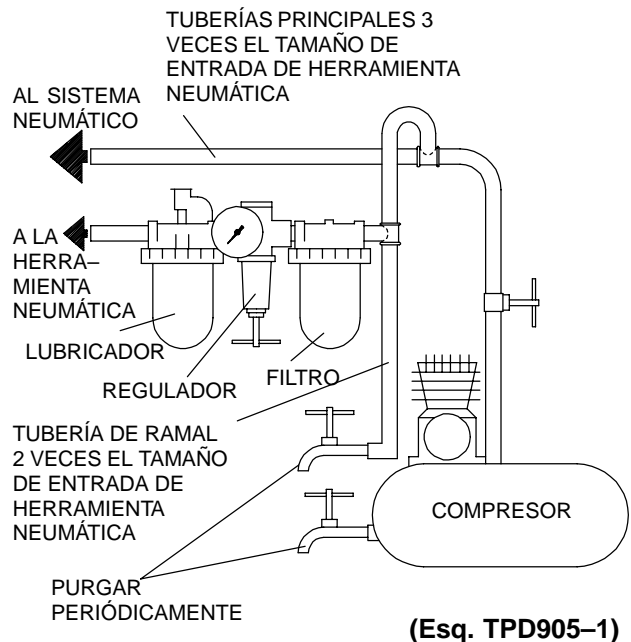 TUBERÍAS PRINCIPALES 3
VECES EL TAMAÑO DE
ENTRADA DE HERRAMIENTA
NEUMÁTICA
AL SISTEMA
NEUMÁTICO
A LA
HERRA–
MIENTA
NEUMÁTICA
LUBRICADOR
REGULADOR
FILTRO
TUBERÍA DE RAMAL
2 VECES EL TAMAÑO
DE ENTRADA DE
HERRAMIENTA
NEUMÁTICA
COMPRESOR
PURGAR
PERIÓDICAMENTE
(Esq. TPD905–1)